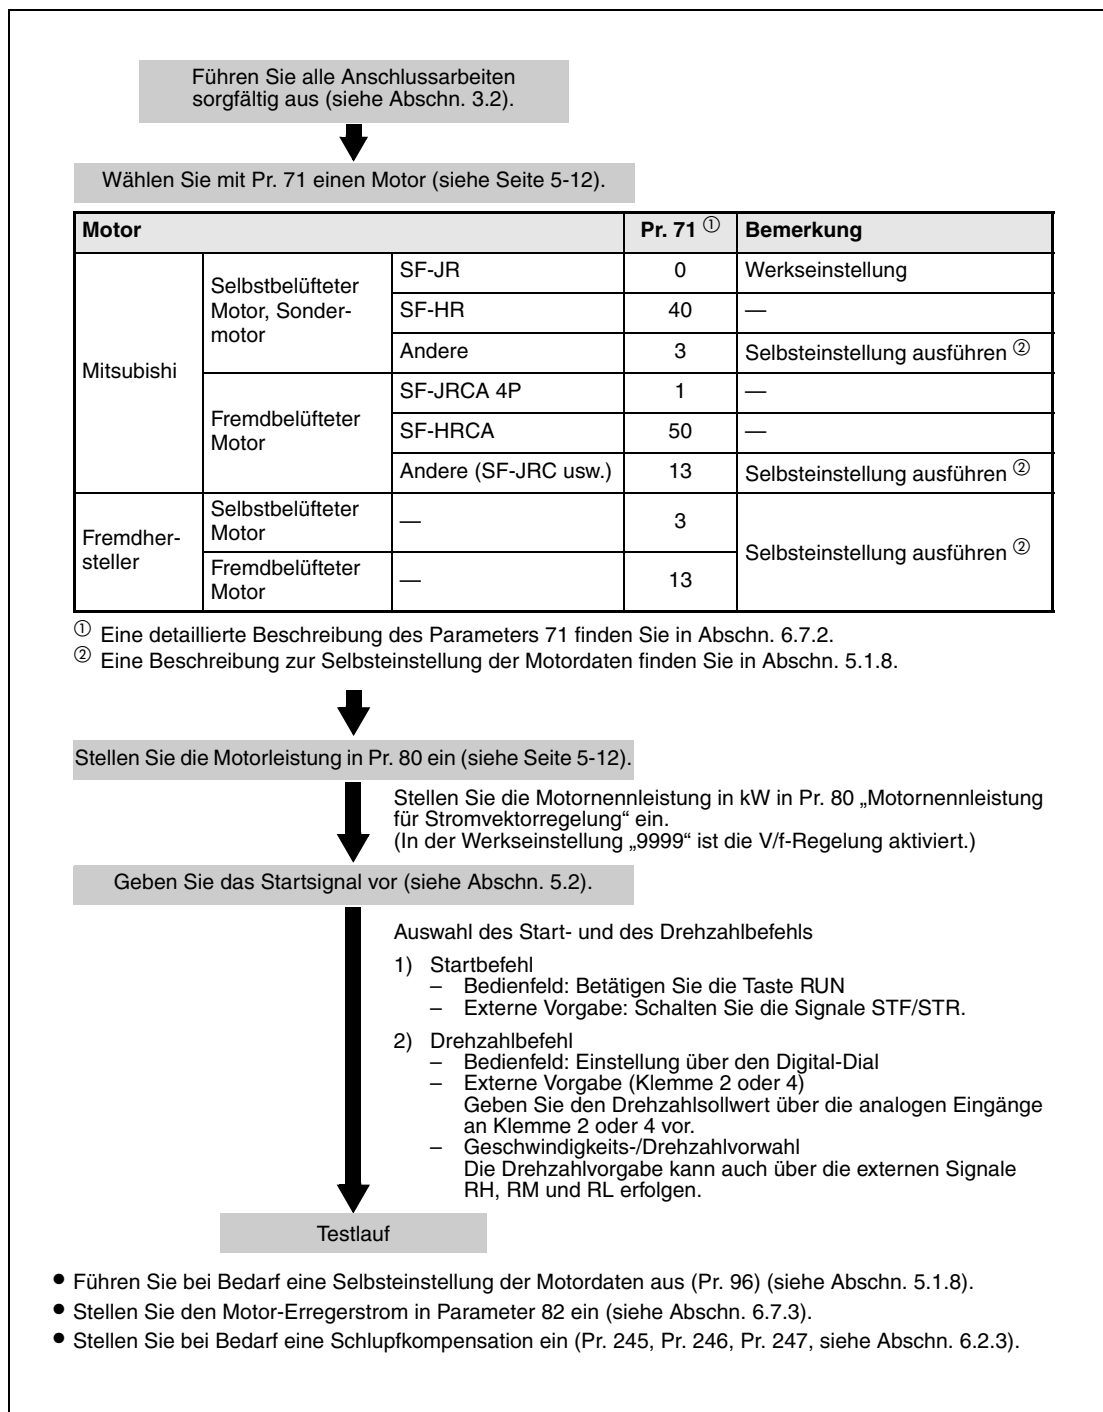 Führen Sie alle Anschlussarbeiten
sorgfältig aus (siehe Abschn. 3.2).
Wählen Sie mit Pr. 71 einen Motor (siehe Seite 5-12).
Motor Pr. 71 ① Bemerkung
Mitsubishi
Selbstbelüfteter
Motor, Sonder-
motor
SF-JR 0 Werkseinstellung
SF-HR 40 —
Andere 3 Selbsteinstellung ausführen ②
Fremdbelüfteter
Motor
SF-JRCA 4P 1 —
SF-HRCA 50 —
Andere (SF-JRC usw.) 13 Selbsteinstellung ausführen ②
Fremdher-
steller
Selbstbelüfteter
Motor
— 3
Selbsteinstellung ausführen ②
Fremdbelüfteter
Motor
— 13
① Eine detaillierte Beschreibung des Parameters 71 finden Sie in Abschn. 6.7.2.
② Eine Beschreibung zur Selbsteinstellung der Motordaten finden Sie in Abschn. 5.1.8.
Stellen Sie die Motorleistung in Pr. 80 ein (siehe Seite 5-12).
Stellen Sie die Motornennleistung in kW in Pr. 80 „Motornennleistung
für Stromvektorregelung“ ein.
(In der Werkseinstellung „9999“ ist die V/f-Regelung aktiviert.)
Geben Sie das Startsignal vor (siehe Abschn. 5.2).
Auswahl des Start- und des Drehzahlbefehls
1) Startbefehl
– Bedienfeld: Betätigen Sie die Taste RUN
– Externe Vorgabe: Schalten Sie die Signale STF/STR.
2) Drehzahlbefehl
– Bedienfeld: Einstellung über den Digital-Dial
– Externe Vorgabe (Klemme 2 oder 4)
Geben Sie den Drehzahlsollwert über die analogen Eingänge
an Klemme 2 oder 4 vor.
– Geschwindigkeits-/Drehzahlvorwahl
Die Drehzahlvorgabe kann auch über die externen Signale
RH, RM und RL erfolgen.
Testlauf
● Führen Sie bei Bedarf eine Selbsteinstellung der Motordaten aus (Pr. 96) (siehe Abschn. 5.1.8).
● Stellen Sie den Motor-Erregerstrom in Parameter 82 ein (siehe Abschn. 6.7.3).
● Stellen Sie bei Bedarf eine Schlupfkompensation ein (Pr. 245, Pr. 246, Pr. 247, siehe Abschn. 6.2.3).